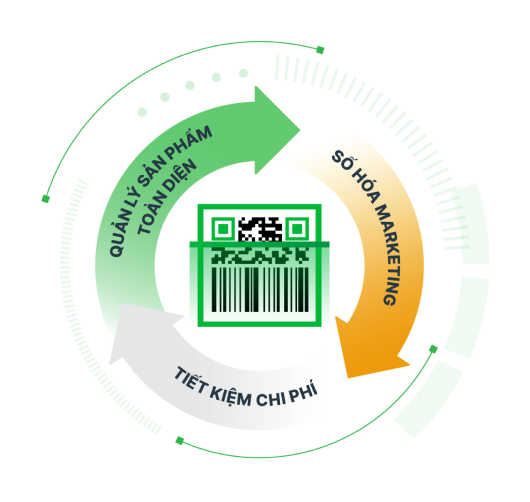 QUẢN LÝ SẢN PHẨM
TOÀN DIỆN
SỐ HÓA MARKETING
TIẾT KIỆM CHI PHÍ